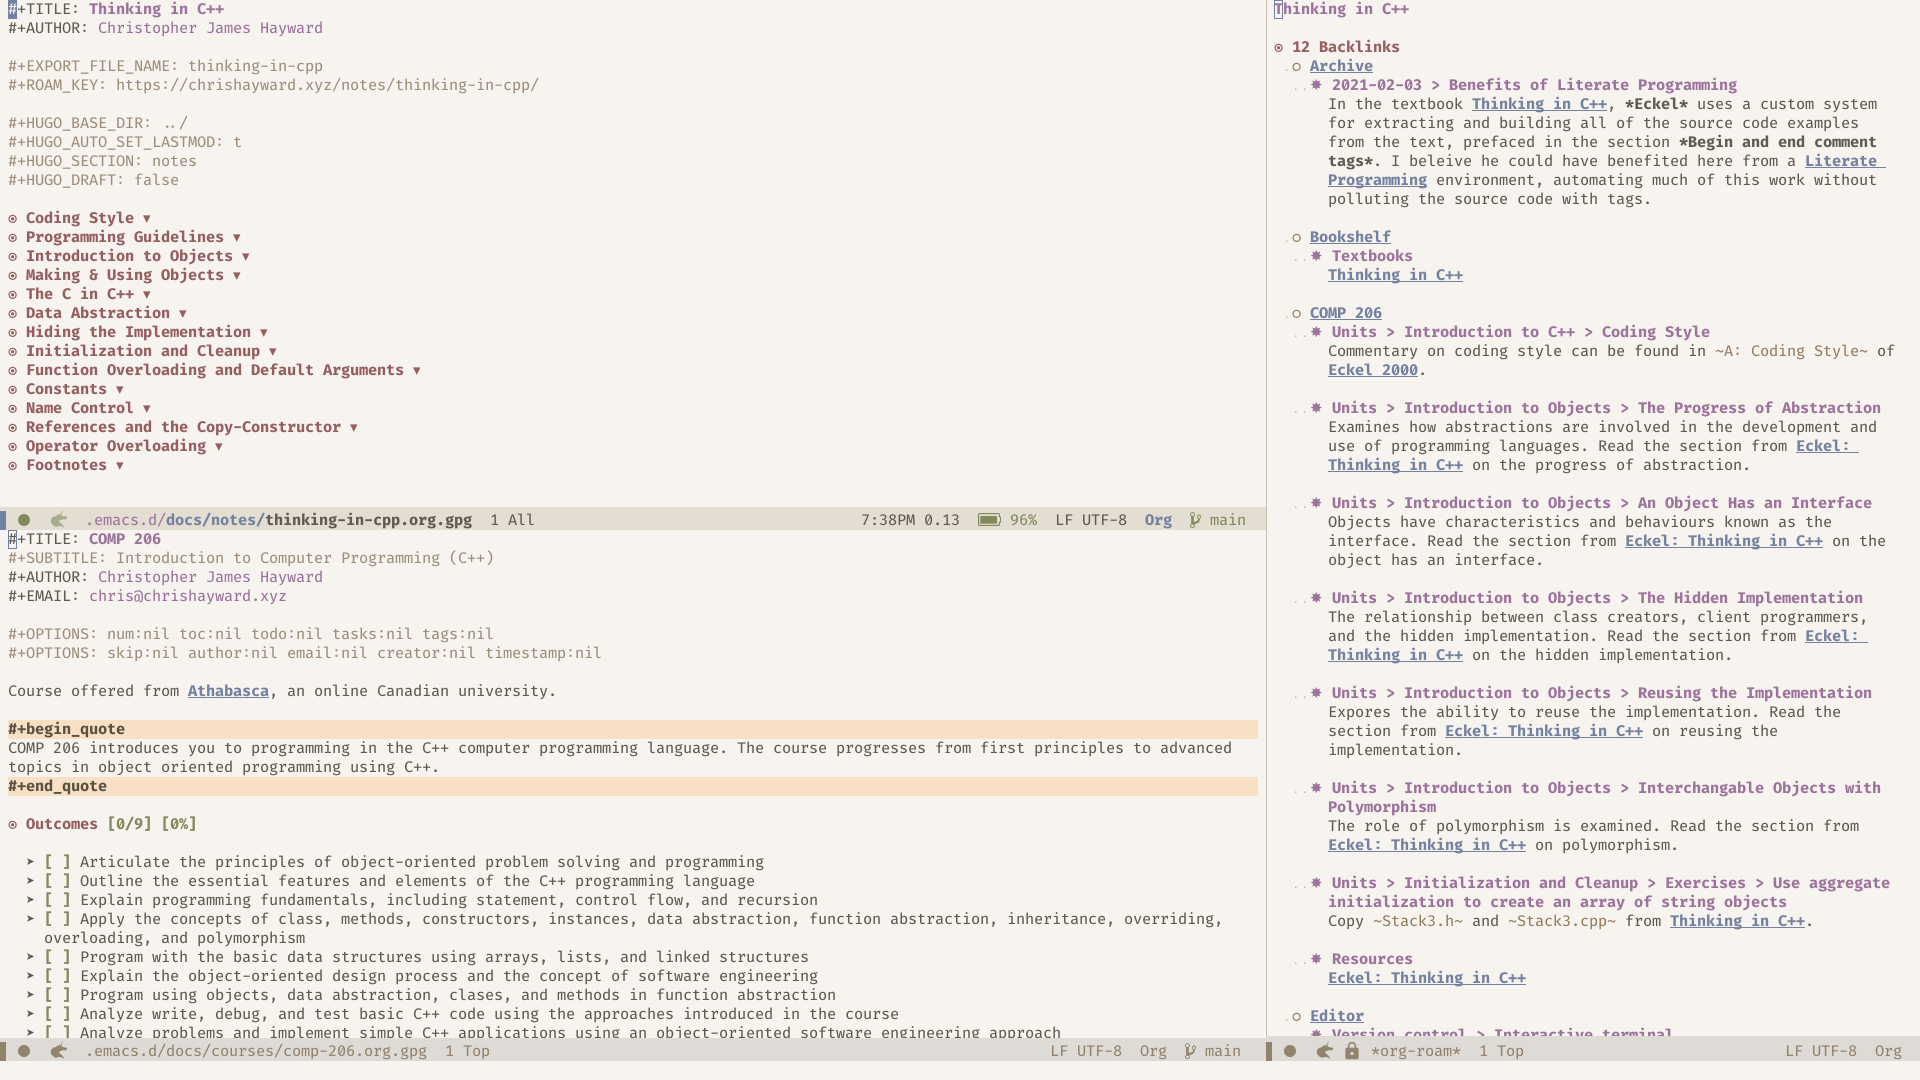 #+TITLE: Thinking in C++
#+AUTHOR: Christopher James Hayward
#+EXPORT_FILE_NAME: thinking-in-cpp
#+ROAM_KEY: https://chrishayward.xyz/notes/thinking-in-cpp/
#+HUGO_BASE_DIR: ../
#+HUGO_AUTO_SET_LASTMOD: t
#+HUGO_SECTION: notes
#+HUGO_DRAFT: false
Coding Style ▾
Programming Guidelines ▾
Introduction to Objects ▾
Making & Using Objects ▾
The C in C++ ▾
Data Abstraction ▾
Hiding the Implementation ▾
Initialization and Cleanup ▾
Function Overloading and Default Arguments ▾
Constants ▾
Name Control ▾
References and the Copy-Constructor ▾
Operator Overloading ▾
Footnotes ▾
.emacs.d/docs/notes/thinking-in-cpp.org.gpg 1 All 7:38PM 0.13 96% LF UTF-8 Org main
#+TITLE: COMP 206
#+SUBTITLE: Introduction to Computer Programming (C++)
#+AUTHOR: Christopher James Hayward
#+EMAIL: chris@chrishayward.xyz
#+OPTIONS: num:nil toc:nil todo:nil tasks:nil tags:nil
#+OPTIONS: skip:nil author:nil email:nil creator:nil timestamp:nil
Course offered from Athabasca, an online Canadian university.
#+begin_quote
COMP 206 introduces you to programming in the C++ computer programming language. The course progresses from first principles to advanced
topics in object oriented programming using C++.
#+end_quote
Outcomes [0/9] [0%]
➤ [ ] Articulate the principles of object-oriented problem solving and programming
➤ [ ] Outline the essential features and elements of the C++ programming language
➤ [ ] Explain programming fundamentals, including statement, control flow, and recursion
➤ [ ] Apply the concepts of class, methods, constructors, instances, data abstraction, function abstraction, inheritance, overriding,
overloading, and polymorphism
➤ [ ] Program with the basic data structures using arrays, lists, and linked structures
➤ [ ] Explain the object-oriented design process and the concept of software engineering
➤ [ ] Program using objects, data abstraction, clases, and methods in function abstraction
➤ [ ] Analyze write, debug, and test basic C++ code using the approaches introduced in the course
➤ [ ] Analyze problems and implement simple C++ applications using an object-oriented software engineering approach
.emacs.d/docs/courses/comp-206.org.gpg 1 Top LF UTF-8 Org main
Thinking in C++
12 Backlinks
Archive
2021-02-03 > Benefits of Literate Programming
In the textbook Thinking in C++, *Eckel* uses a custom system
for extracting and building all of the source code examples
from the text, prefaced in the section *Begin and end comment
tags*. I beleive he could have benefited here from a Literate
Programming environment, automating much of this work without
polluting the source code with tags.
Bookshelf
Textbooks
Thinking in C++
COMP 206
Units > Introduction to C++ > Coding Style
Commentary on coding style can be found in ~A: Coding Style~ of
Eckel 2000.
Units > Introduction to Objects > The Progress of Abstraction
Examines how abstractions are involved in the development and
use of programming languages. Read the section from Eckel:
Thinking in C++ on the progress of abstraction.
Units > Introduction to Objects > An Object Has an Interface
Objects have characteristics and behaviours known as the
interface. Read the section from Eckel: Thinking in C++ on the
object has an interface.
Units > Introduction to Objects > The Hidden Implementation
The relationship between class creators, client programmers,
and the hidden implementation. Read the section from Eckel:
Thinking in C++ on the hidden implementation.
Units > Introduction to Objects > Reusing the Implementation
Expores the ability to reuse the implementation. Read the
section from Eckel: Thinking in C++ on reusing the
implementation.
Units > Introduction to Objects > Interchangable Objects with
Polymorphism
The role of polymorphism is examined. Read the section from
Eckel: Thinking in C++ on polymorphism.
Units > Initialization and Cleanup > Exercises > Use aggregate
initialization to create an array of string objects
Copy ~Stack3.h~ and ~Stack3.cpp~ from Thinking in C++.
Resources
Eckel: Thinking in C++
Editor
Version control > Interactive terminal
*org-roam* 1 Top LF UTF-8 Org